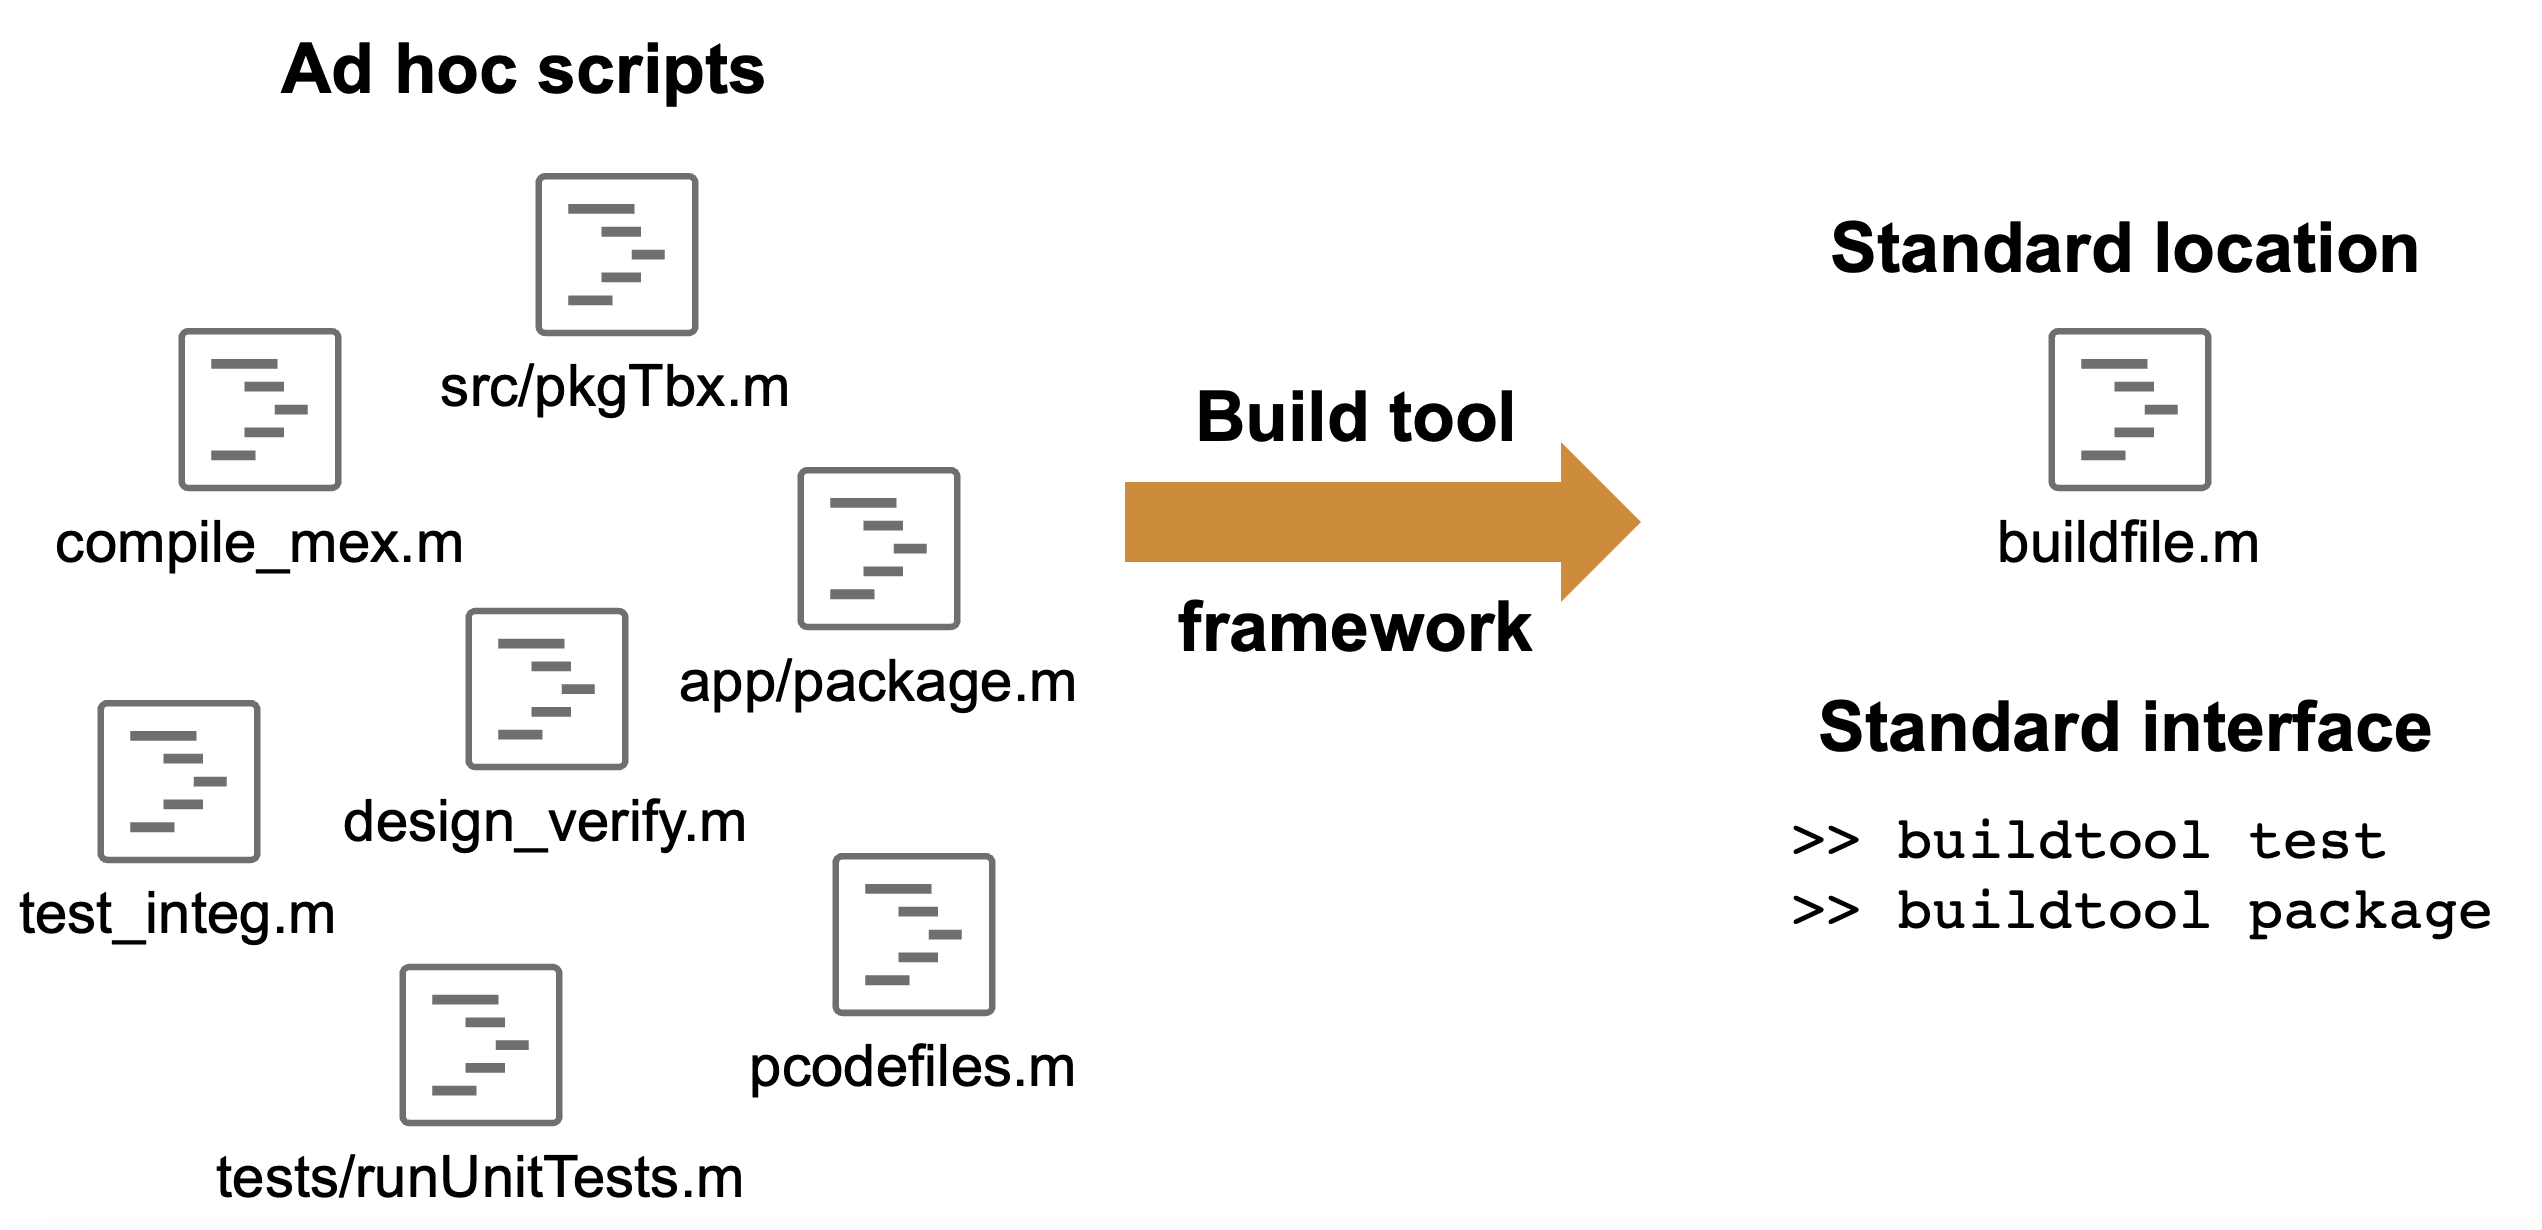 Ad hoc scripts
src/pkgTbx.m
compile_mex.m
app/package.m
design_verify.m
test_integ.m
pcodefiles.m
tests/runUnitTests.m
Build tool
framework
Standard location
buildfile.m
Standard interface
>> buildtool test
>> buildtool package